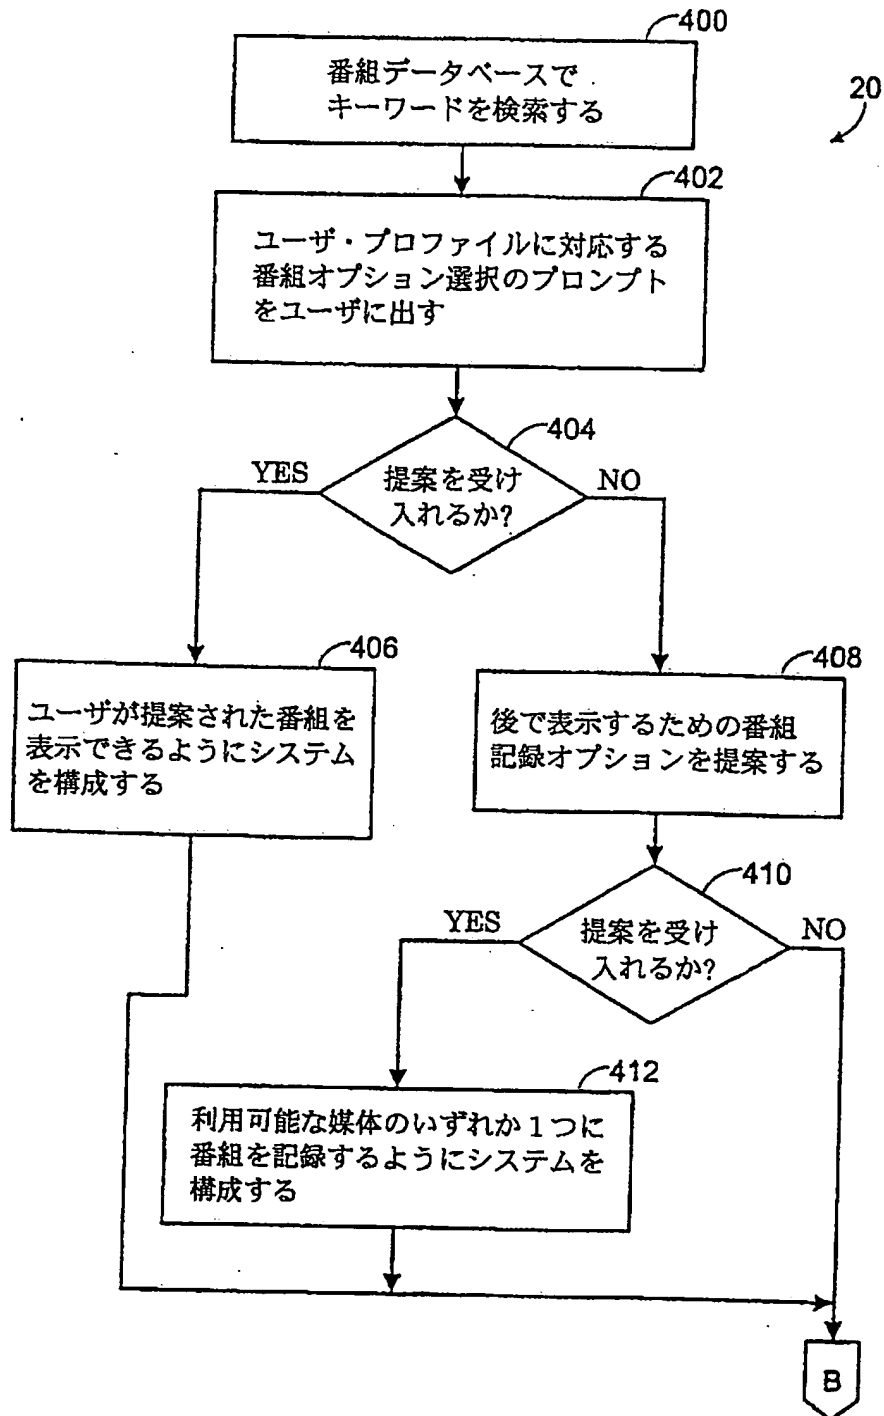 400
番組データベースで
キーワードを検索する
20
402
ユーザ・プロファイルに対応する
番組オプション選択のプロンプト
をユーザに出す
404
YES
提案を受け
入れるか?
NO
406
ユーザが提案された番組を
表示できるようにシステム
を構成する
408
後で表示するための番組
記録オプションを提案する
410
YES
提案を受け
入れるか?
NO
412
利用可能な媒体のいずれか1つに
番組を記録するようにシステムを
構成する
B